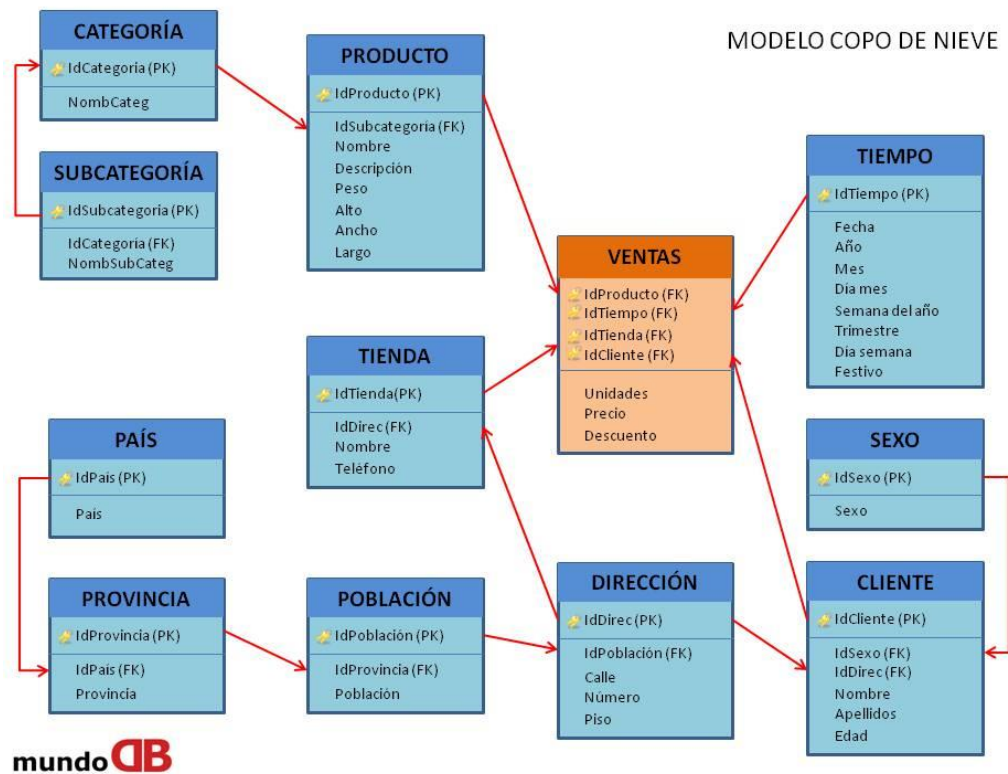 MODELO COPO DE NIEVE
CATEGORÍA
IdCategoria (PK)
NombCateg
SUBCATEGORÍA
IdSubcategoria (PK)
IdCategoria (FK)
NombSubCateg
PRODUCTO
IdProducto (PK)
IdSubcategoria (FK)
Nombre
Descripción
Peso
Alto
Ancho
Largo
TIEMPO
IdTiempo (PK)
Fecha
Año
Mes
Día mes
Semana del año
Trimestre
Día semana
Festivo
VENTAS
IdProducto (FK)
IdTiempo (FK)
IdTienda (FK)
IdCliente (FK)
Unidades
Precio
Descuento
TIENDA
IdTienda(PK)
IdDirec (FK)
Nombre
Teléfono
PAÍS
IdPais (PK)
País
SEXO
IdSexo (PK)
Sexo
PROVINCIA
IdProvincia (PK)
IdPaís (FK)
Provincia
POBLACIÓN
IdPoblación (PK)
IdProvincia (FK)
Población
DIRECCIÓN
IdDirec (PK)
IdPoblación (FK)
Calle
Número
Piso
CLIENTE
IdCliente (PK)
IdSexo (FK)
IdDirec (FK)
Nombre
Apellidos
Edad
mundo DB